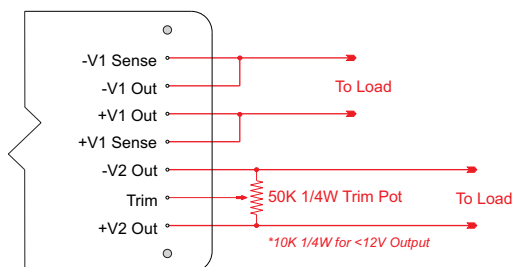 -V1 Sense
-V1 Out
To Load
+V1 Out
+V1 Sense
-V2 Out
Trim
50K 1/4W Trim Pot
To Load
+V2 Out
*10K 1/4W for <12V Output